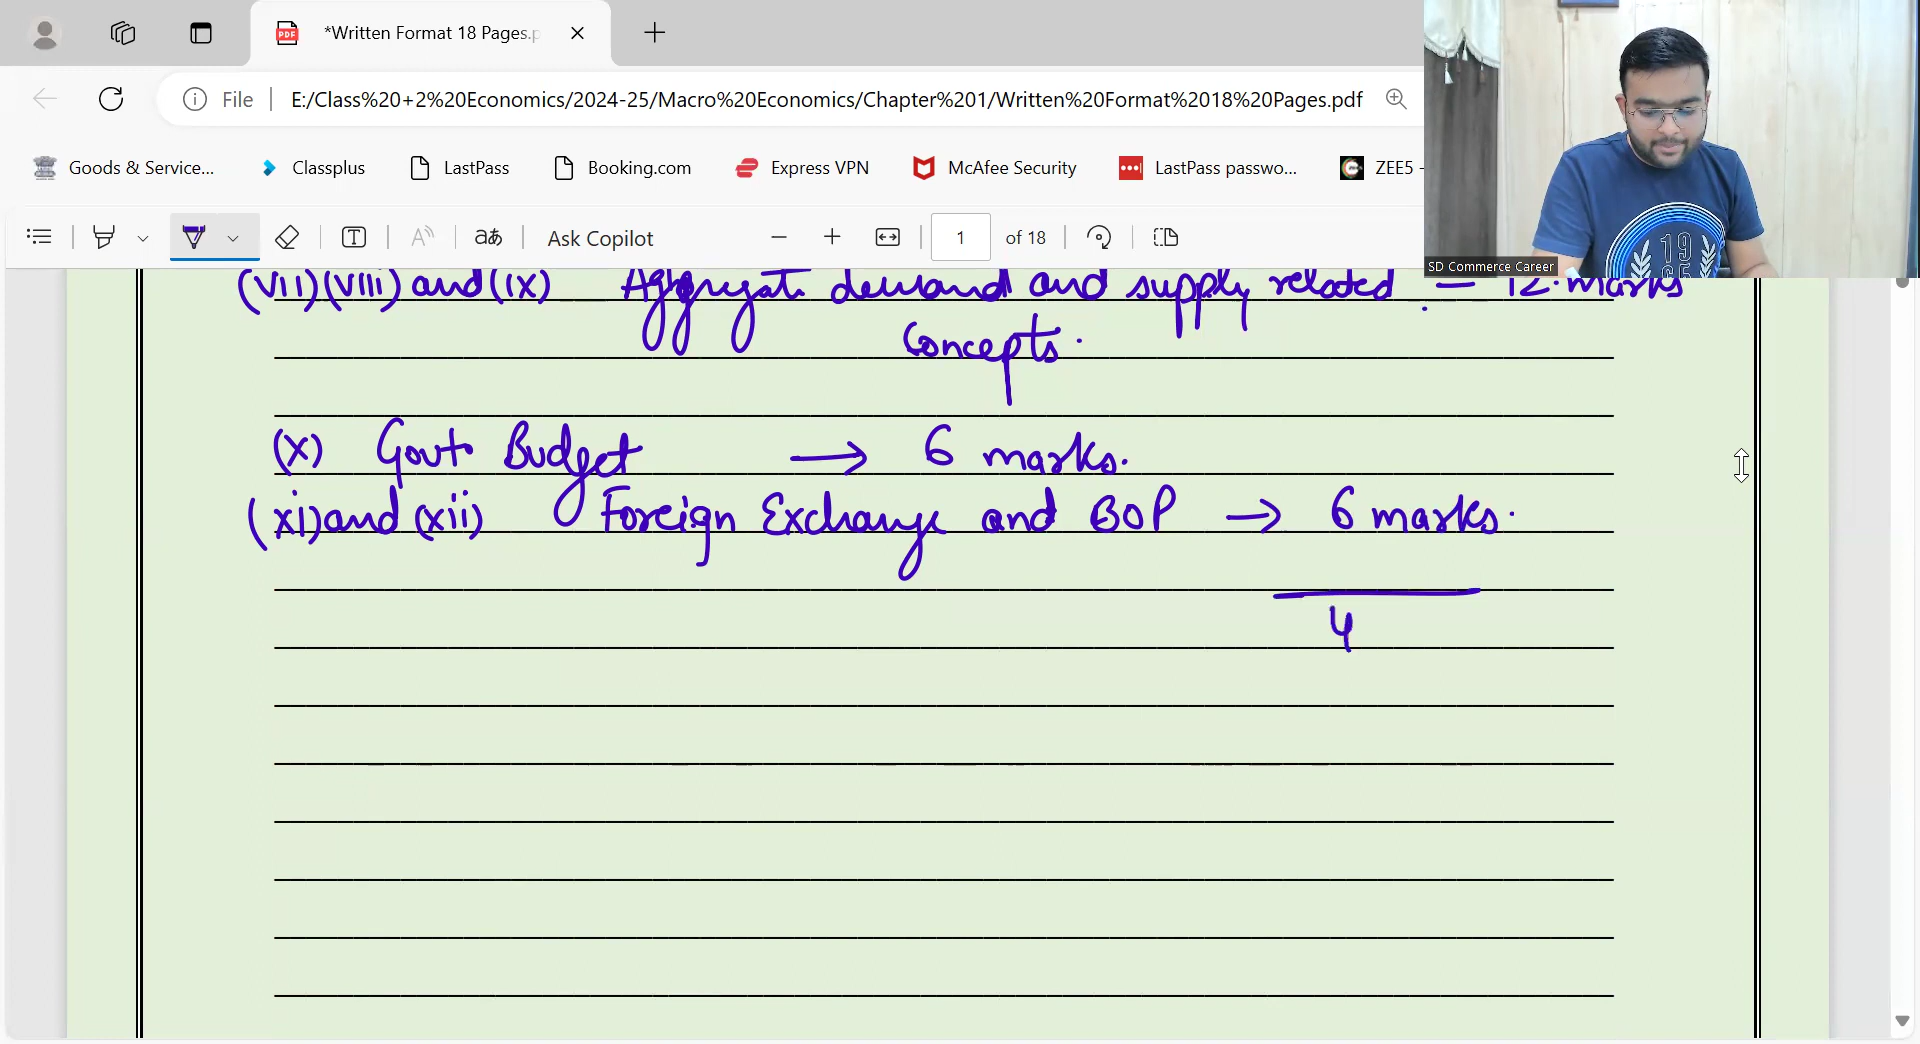 *Written Format 18 Pages.p
File
E:/Class%20+2%20Economics/2024-25/Macro%20Economics/Chapter%201/Written%20Format%2018%20Pages.pdf
Goods & Service... Classplus LastPass Booking.com Express VPN McAfee Security LastPass passwo... ZEE5 -
Ask Copilot 1 of 18
SD Commerce Career
(VII)(VIII) and (IX) Aggregate demand and supply related - 12 marks
Concepts.
(X) Govt. Budget → 6 marks.
(xi) and (xii) Foreign Exchange and BOP → 6 marks.
4